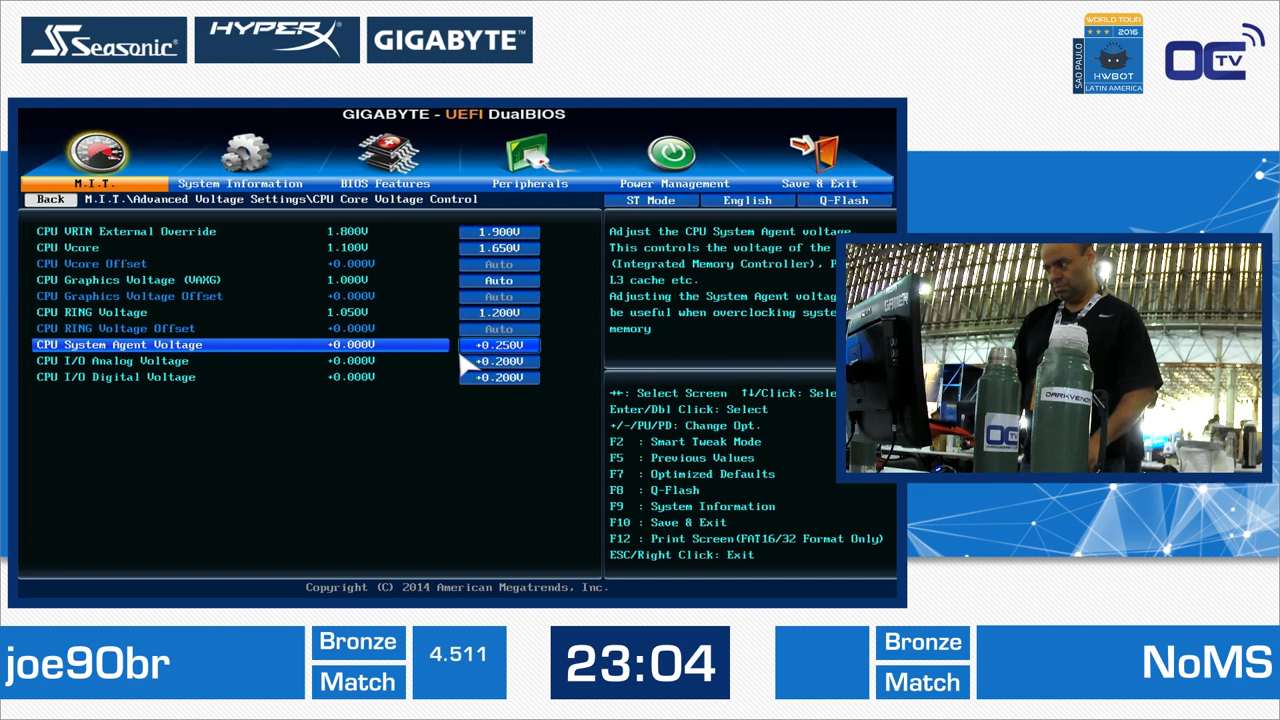 Seasonic®
HYPERX®
GIGABYTE™
WORLD TOUR
2016
SAO PAULO
HWBOT
LATIN AMERICA
OC TV
GIGABYTE - UEFI DualBIOS
M.I.T.
System Information
BIOS Features
Peripherals
Power Management
Save & Exit
Back
M.I.T.\Advanced Voltage Settings\CPU Core Voltage Control
ST Mode
English
Q-Flash
CPU VRIN External Override 1.800V 1.900V
CPU Vcore 1.100V 1.650V
CPU Vcore Offset +0.000V Auto
CPU Graphics Voltage (VAXG) 1.000V Auto
CPU Graphics Voltage Offset +0.000V Auto
CPU RING Voltage 1.050V 1.200V
CPU RING Voltage Offset +0.000V Auto
CPU System Agent Voltage +0.000V +0.250V
CPU I/O Analog Voltage +0.000V +0.200V
CPU I/O Digital Voltage +0.000V +0.200V
Adjust the CPU System Agent voltage.
This controls the voltage of the
(Integrated Memory Controller),
L3 cache etc.
Adjusting the System Agent
be useful when overclocking
memory
→←: Select Screen ↑↓/Click:
Enter/Dbl Click: Select
+/-/PU/PD: Change Opt.
F2 : Smart Tweak Mode
F5 : Previous Values
F7 : Optimized Defaults
F8 : Q-Flash
F9 : System Information
F10 : Save & Exit
F12 : Print Screen(FAT16/32 Format Only)
ESC/Right Click: Exit
Copyright (C) 2014 American Megatrends, Inc.
OC TV
joe90br
Bronze
Match
4.511
23:04
Bronze
Match
NoMS